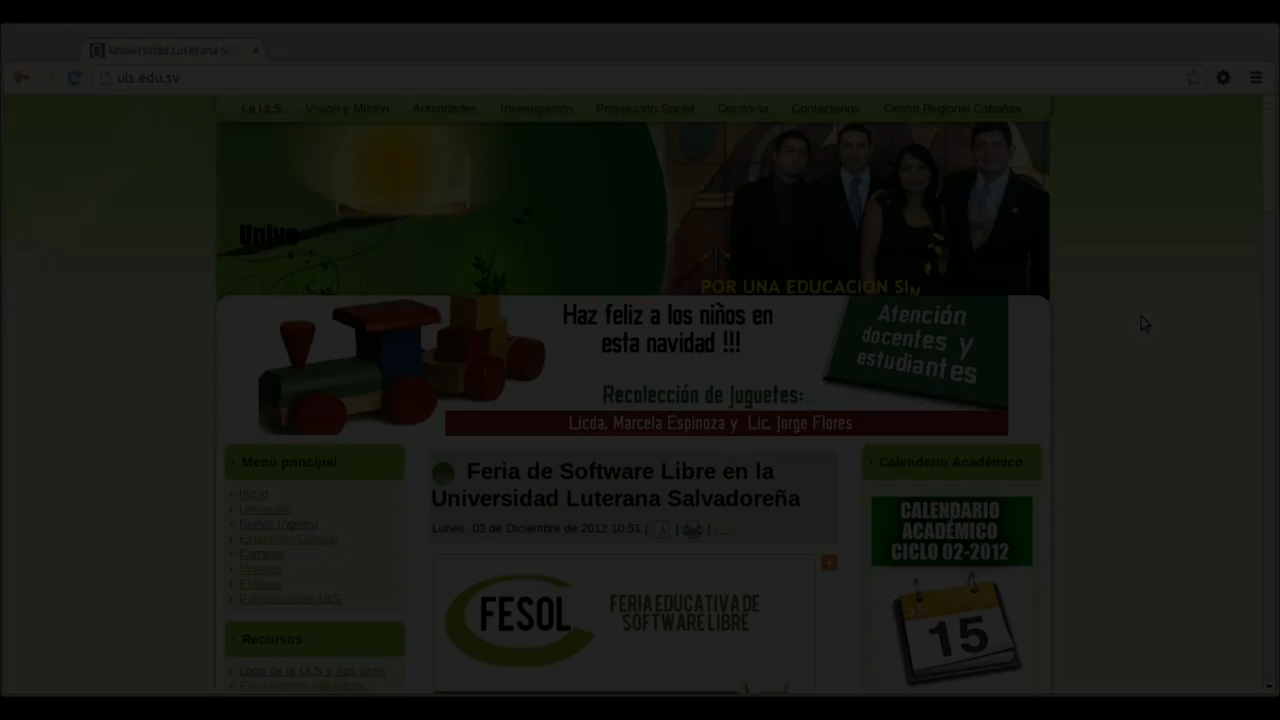 Universidad Luterana Sal
uls.edu.sv
La ULS Visión y Misión Autoridades Investigación Proyección Social Docencia Contáctenos Centro Regional Cabañas
Unive
POR UNA EDUCACIÓN SIN
Haz feliz a los niños en
esta navidad !!!
Recolección de Juguetes:
Licda. Marcela Espinoza y Lic. Jorge Flores
Atención
docentes y
estudiantes
Menú principal
Inicio
Ubicación
Nuevo Ingreso
Extensión Cultural
Carreras
Noticias
Enlaces
Publicaciones ULS
Recursos
Logo de la ULS y sus usos
Feria de Software Libre en la
Universidad Luterana Salvadoreña
Lunes, 03 de Diciembre de 2012 10:51 | | |
FESOL
FERIA EDUCATIVA DE
SOFTWARE LIBRE
Calendario Académico
CALENDARIO
ACADÉMICO
CICLO 02-2012
15